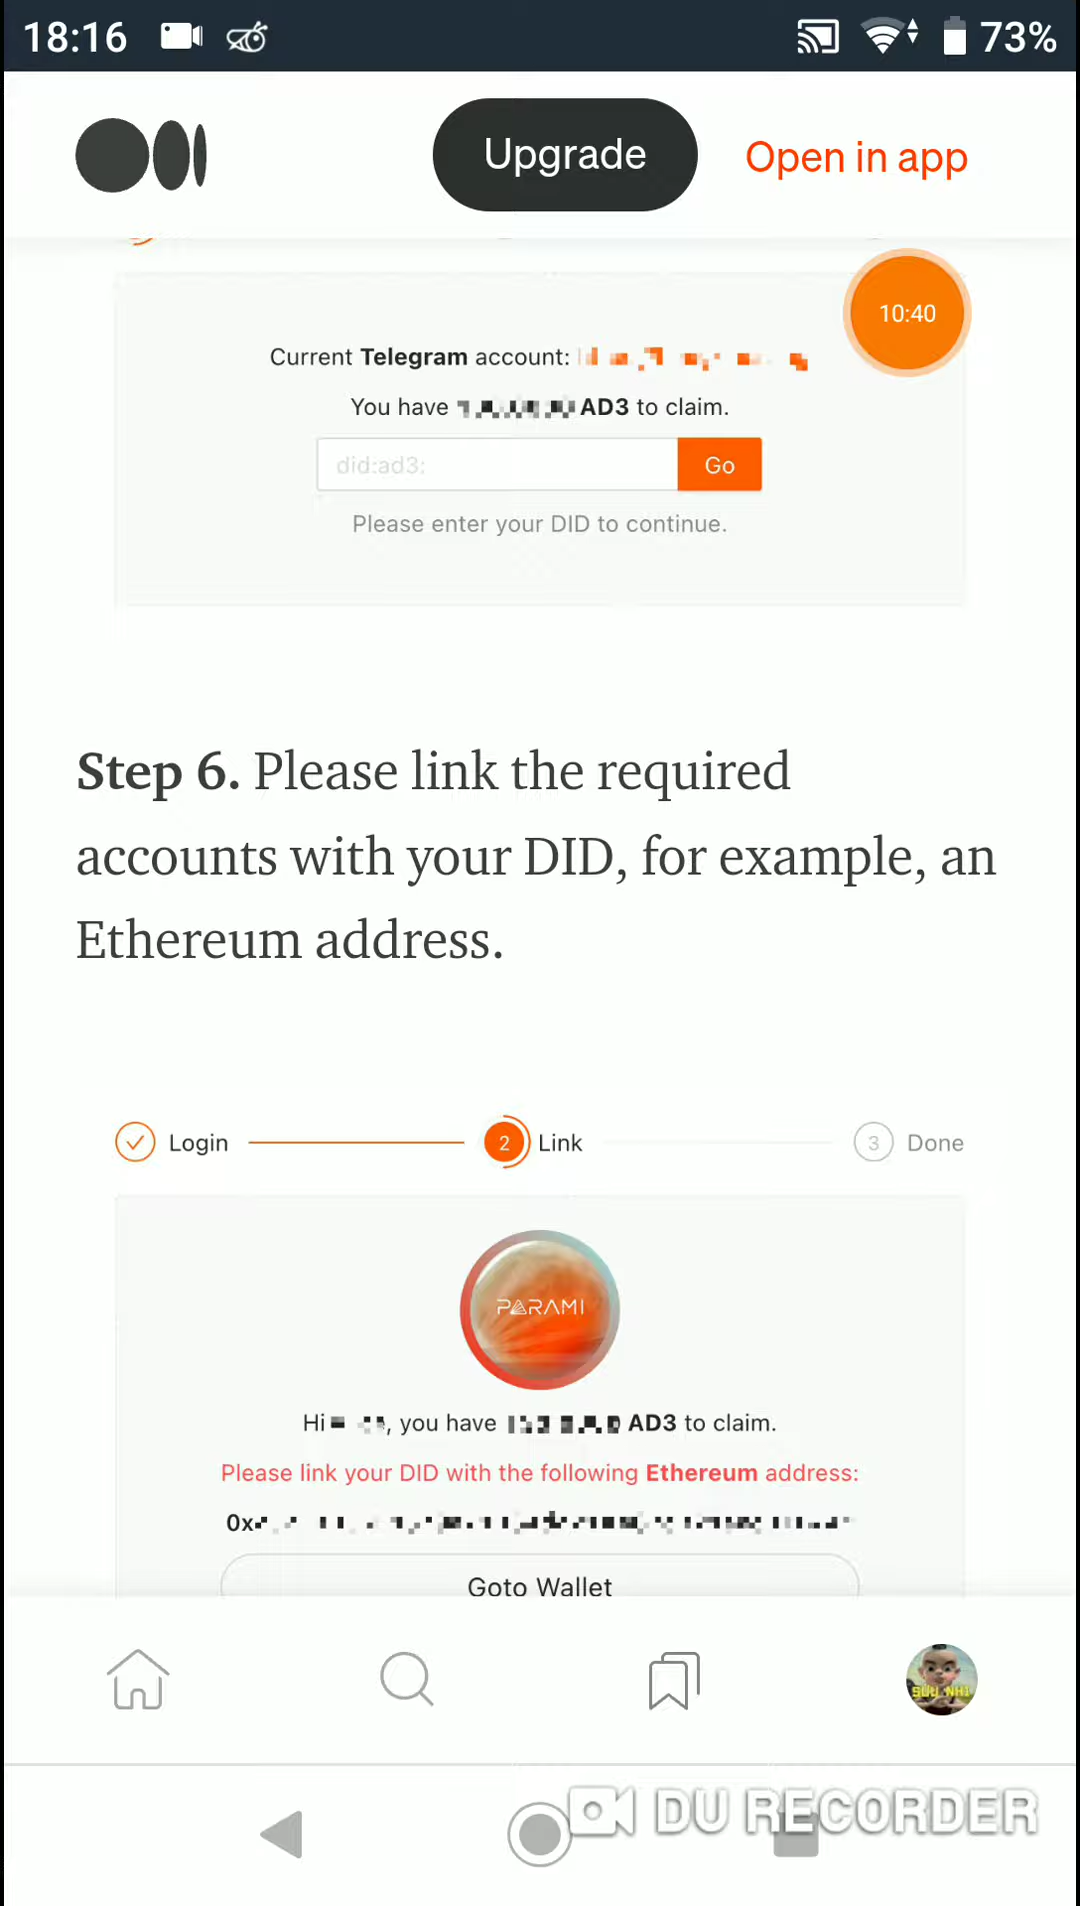 18:16
73%
Upgrade
Open in app
10:40
Current Telegram account:
You have AD3 to claim.
did:ad3:
Go
Please enter your DID to continue.
Step 6. Please link the required
accounts with your DID, for example, an
Ethereum address.
Login
2
Link
3
Done
PARAMI
Hi , you have AD3 to claim.
Please link your DID with the following Ethereum address:
0x
Goto Wallet
SUU NHI
DU RECORDER